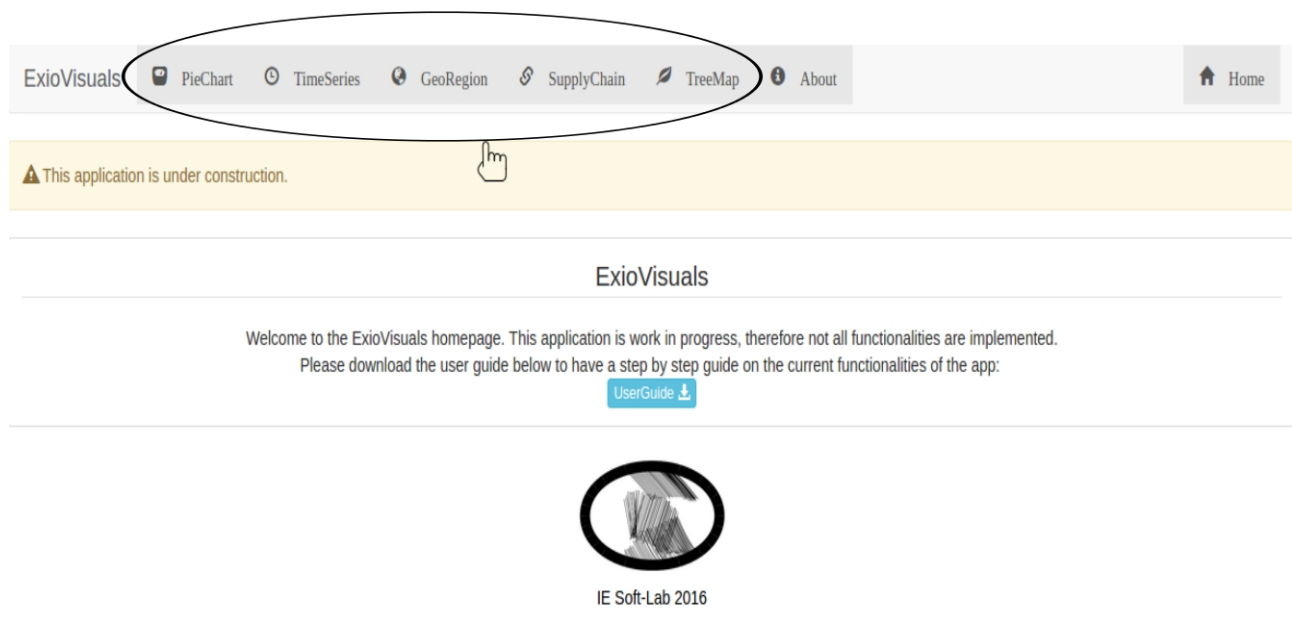 ExioVisuals PieChart TimeSeries GeoRegion SupplyChain TreeMap About Home
This application is under construction.
ExioVisuals
Welcome to the ExioVisuals homepage. This application is work in progress, therefore not all functionalities are implemented.
Please download the user guide below to have a step by step guide on the current functionalities of the app:
UserGuide
IE Soft-Lab 2016